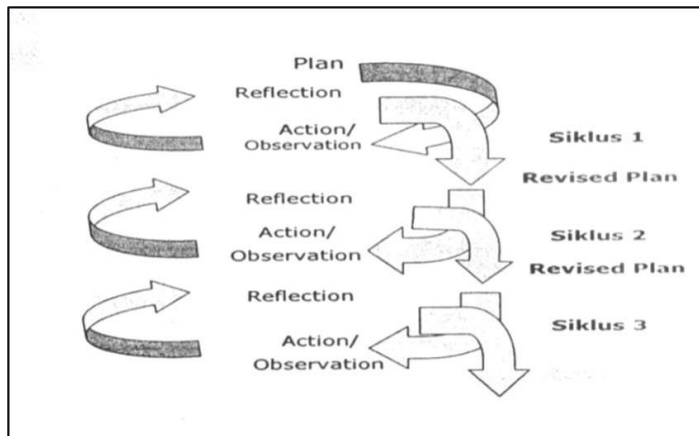 Plan
Reflection
Action/
Observation
Siklus 1
Revised Plan
Reflection
Action/
Observation
Siklus 2
Revised Plan
Reflection
Action/
Observation
Siklus 3